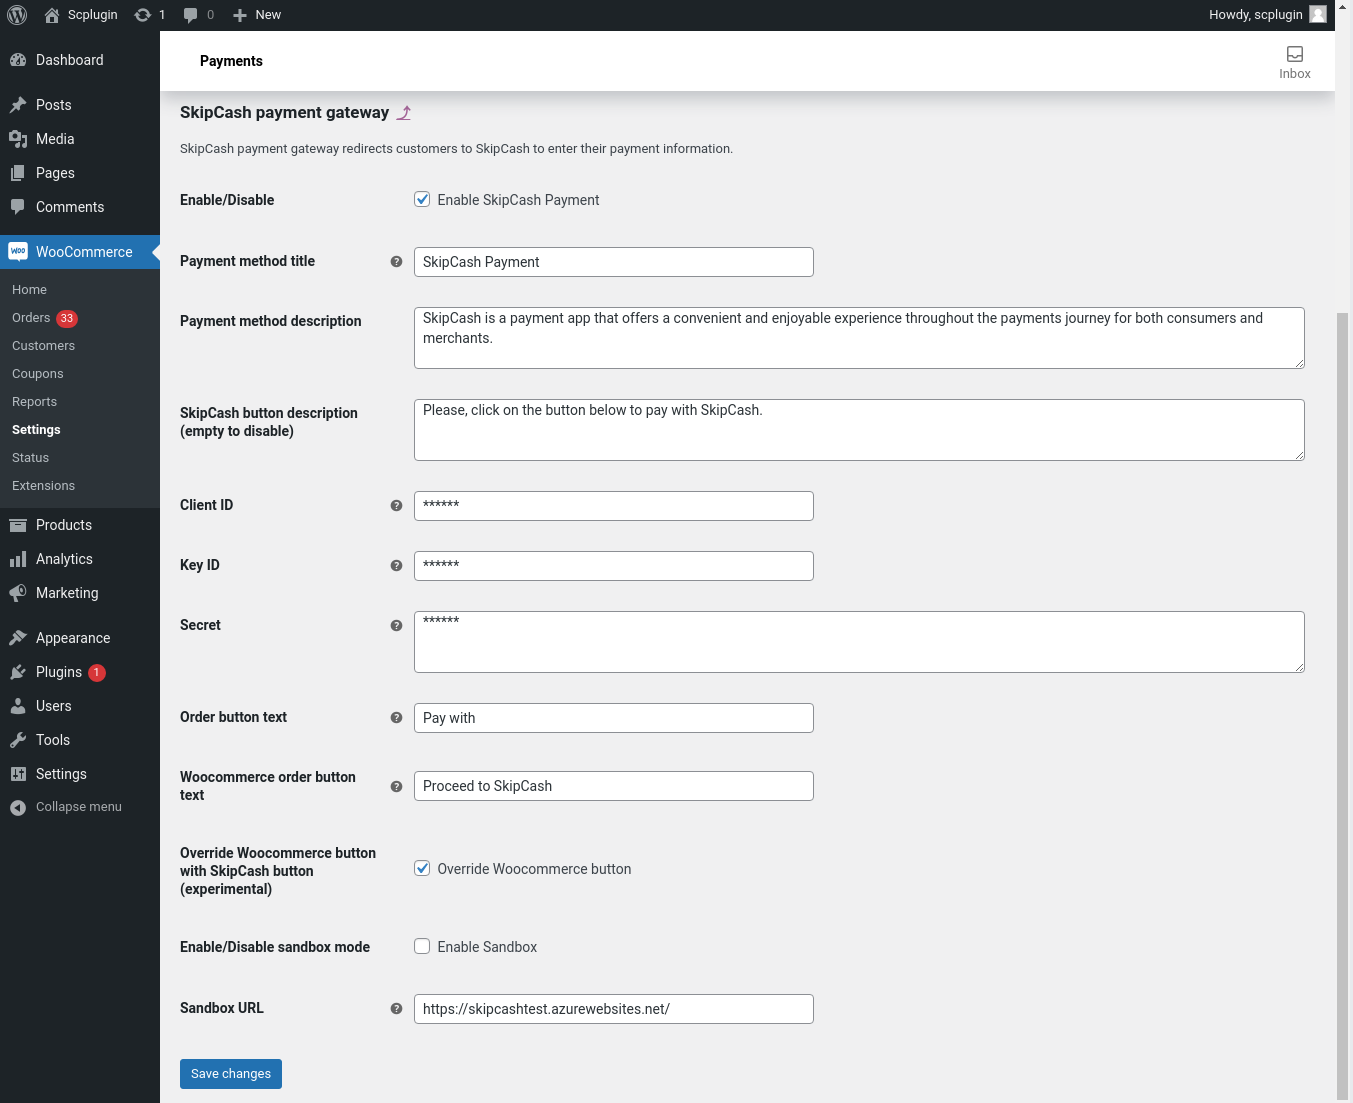 Scplugin 1 0 New Howdy, scplugin
Dashboard
Posts
Media
Pages
Comments
WooCommerce
Home
Orders 33
Customers
Coupons
Reports
Settings
Status
Extensions
Products
Analytics
Marketing
Appearance
Plugins 1
Users
Tools
Settings
Collapse menu
Payments
Inbox
SkipCash payment gateway
SkipCash payment gateway redirects customers to SkipCash to enter their payment information.
Enable/Disable
Enable SkipCash Payment
Payment method title
SkipCash Payment
Payment method description
SkipCash is a payment app that offers a convenient and enjoyable experience throughout the payments journey for both consumers and
merchants.
SkipCash button description
(empty to disable)
Please, click on the button below to pay with SkipCash.
Client ID
******
Key ID
******
Secret
******
Order button text
Pay with
Woocommerce order button
text
Proceed to SkipCash
Override Woocommerce button
with SkipCash button
(experimental)
Override Woocommerce button
Enable/Disable sandbox mode
Enable Sandbox
Sandbox URL
https://skipcashtest.azurewebsites.net/
Save changes